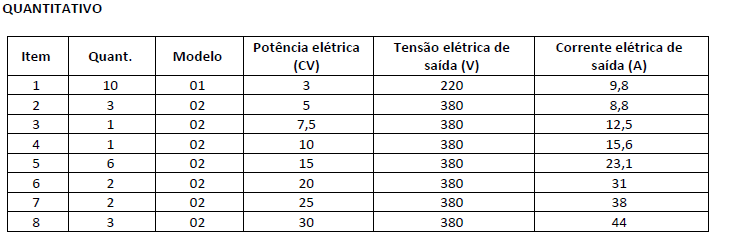 QUANTITATIVO
Item Quant. Modelo Potência elétrica (CV) Tensão elétrica de saída (V) Corrente elétrica de saída (A)
1 10 01 3 220 9,8
2 3 02 5 380 8,8
3 1 02 7,5 380 12,5
4 1 02 10 380 15,6
5 6 02 15 380 23,1
6 2 02 20 380 31
7 2 02 25 380 38
8 3 02 30 380 44